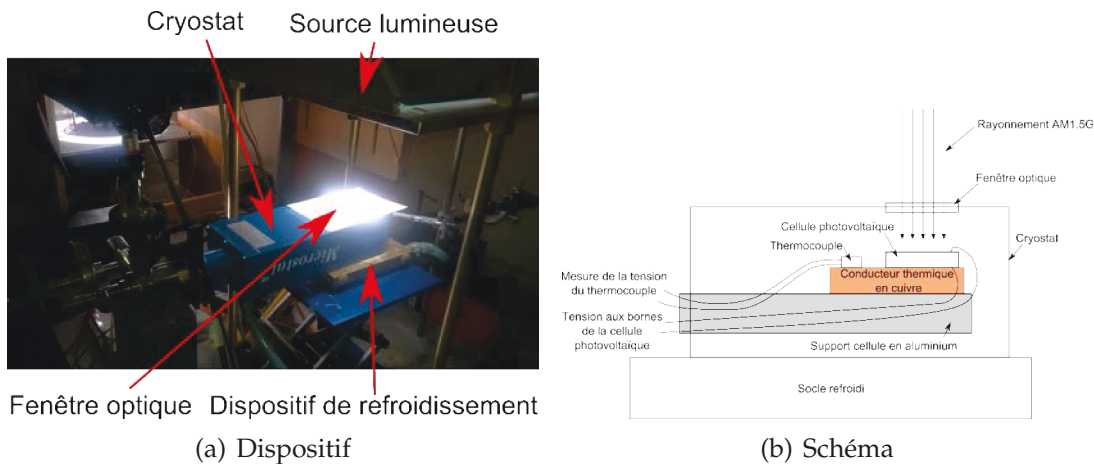 Cryostat
Source lumineuse
Microstat
Fenêtre optique
Dispositif de refroidissement
(a) Dispositif
Rayonnement AM1.5G
Fenêtre optique
Cellule photovoltaïque
Thermocouple
Cryostat
Mesure de la tension
du thermocouple
Conducteur thermique
en cuivre
Tension aux bornes
de la cellule
photovoltaïque
Support cellule en aluminium
Socle refroidi
(b) Schéma